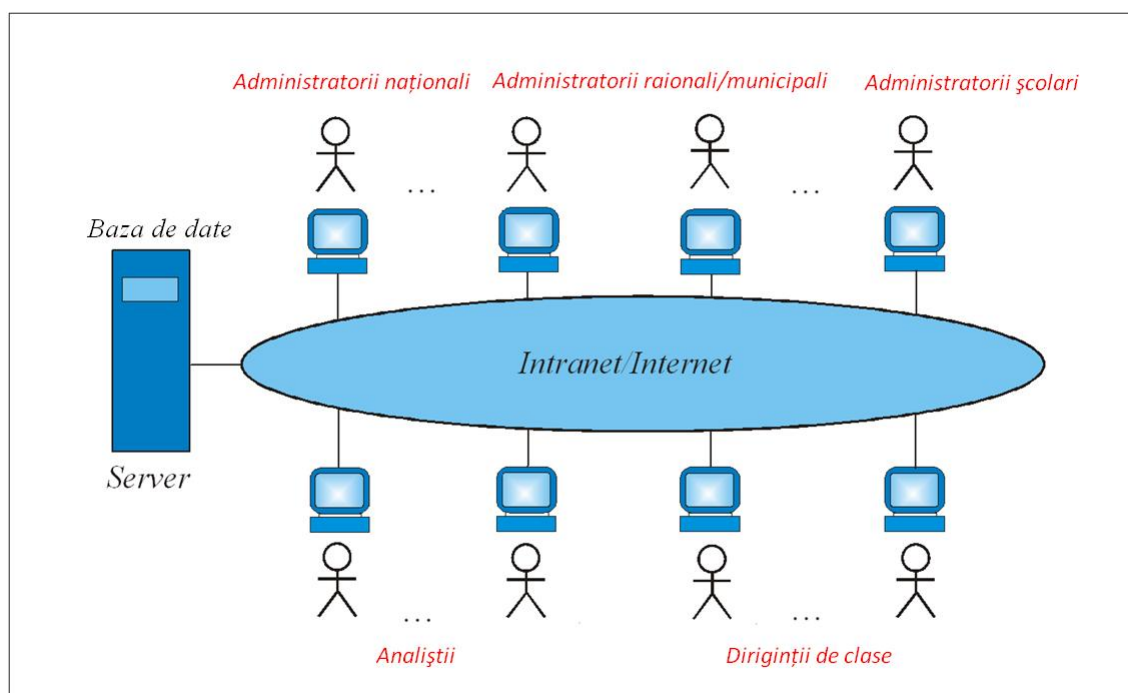 Administratorii naționali
Administratorii raionali/municipali
Administratorii şcolari
...
...
Baza de date
Intranet/Internet
Server
...
...
Analiştii
Diriginții de clase